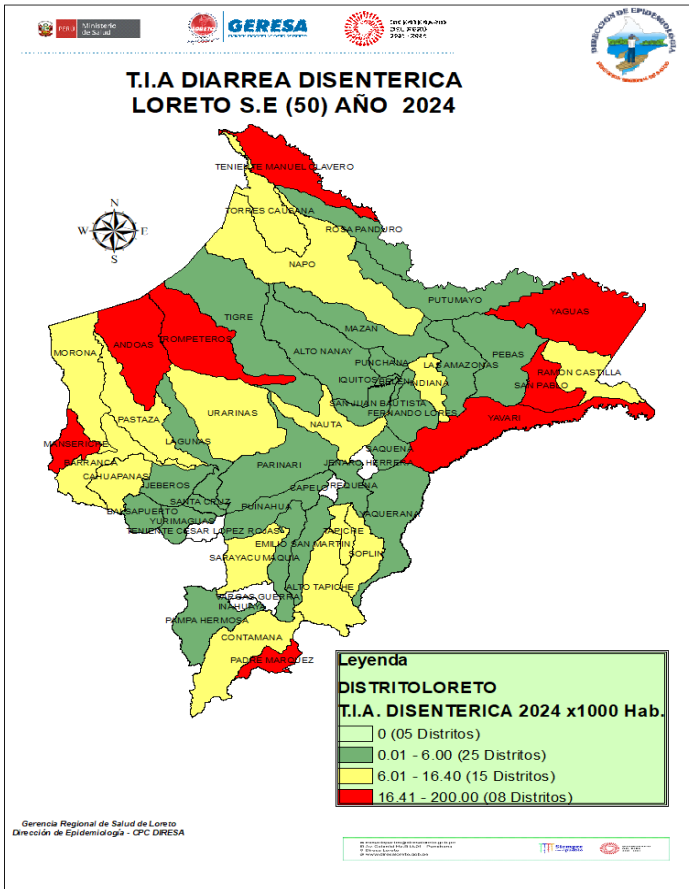 PERÚ
Ministerio
de Salud
GERESA
DIRECCIÓN DE EPIDEMIOLOGÍA
T.I.A DIARREA DISENTERICA
LORETO S.E (50) AÑO 2024
N
W
E
S
TENIENTE MANUEL CLAVERO
TORRES CAUSANA
ROSA PANDURO
NAPO
PUTUMAYO
TIGRE
YAGUAS
MAZAN
ANDOAS
TROMPETEROS
MORONA
ALTO NANAY
PEBAS
PUNCHANA
LAS AMAZONAS
RAMON CASTILLA
IQUITOS
BELEN
INDIANA
SAN PABLO
SAN JUAN BAUTISTA
URARINAS
FERNANDO LORES
YAVARI
PASTAZA
NAUTA
MANSERICHE
LAGUNAS
SAQUENA
BARRANCA
PARINARI
JENARO HERRERA
CAHUAPANAS
JEBEROS
CAPELO
REQUENA
SANTA CRUZ
PUINAHUA
YAQUERANA
BALSAPUERTO
YURIMAGUAS
TENIENTE CESAR LOPEZ ROJAS
TAPICHE
EMILIO SAN MARTIN
SOPLIN
SARAYACU
MAQUIA
ALTO TAPICHE
VARGAS GUERRA
INAHUAYA
PAMPA HERMOSA
CONTAMANA
PADRE MARQUEZ
Leyenda
DISTRITOLORETO
T.I.A. DISENTERICA 2024 x1000 Hab.
0 (05 Distritos)
0.01 - 6.00 (25 Distritos)
6.01 - 16.40 (15 Distritos)
16.41 - 200.00 (08 Distritos)
Gerencia Regional de Salud de Loreto
Dirección de Epidemiología - CPC DIRESA